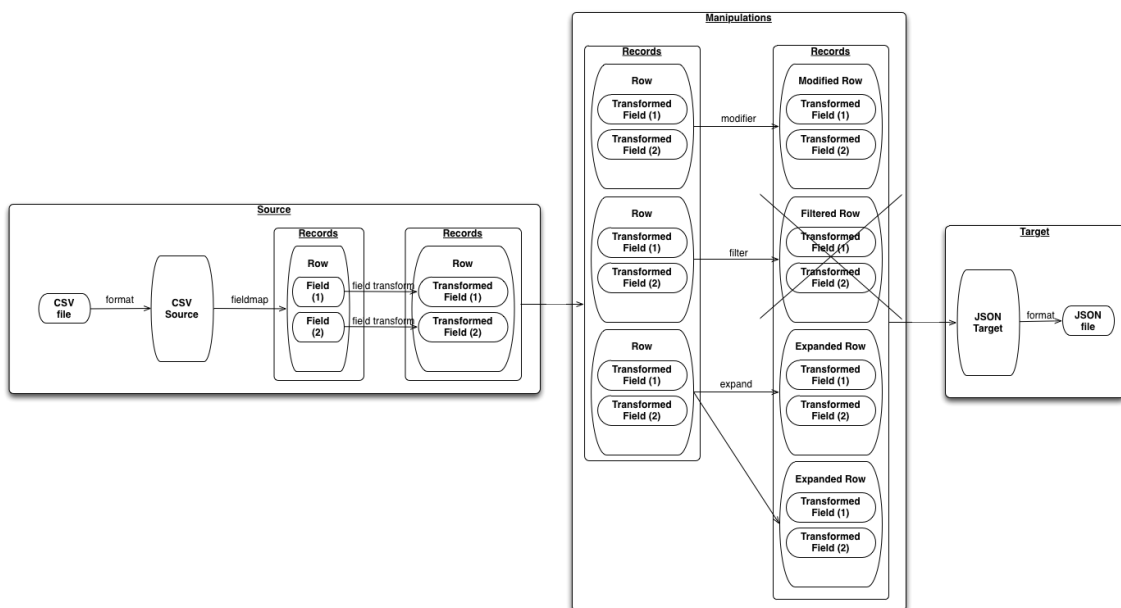 Source
CSV
file
format
CSV
Source
fieldmap
Records
Row
Field
(1)
Field
(2)
field transform
field transform
Records
Row
Transformed
Field (1)
Transformed
Field (2)
Manipulations
Records
Row
Transformed
Field (1)
Transformed
Field (2)
modifier
Row
Transformed
Field (1)
Transformed
Field (2)
filter
Row
Transformed
Field (1)
Transformed
Field (2)
expand
Records
Modified Row
Transformed
Field (1)
Transformed
Field (2)
Filtered Row
Transformed
Field (1)
Transformed
Field (2)
Expanded Row
Transformed
Field (1)
Transformed
Field (2)
Expanded Row
Transformed
Field (1)
Transformed
Field (2)
Target
JSON
Target
format
JSON
file